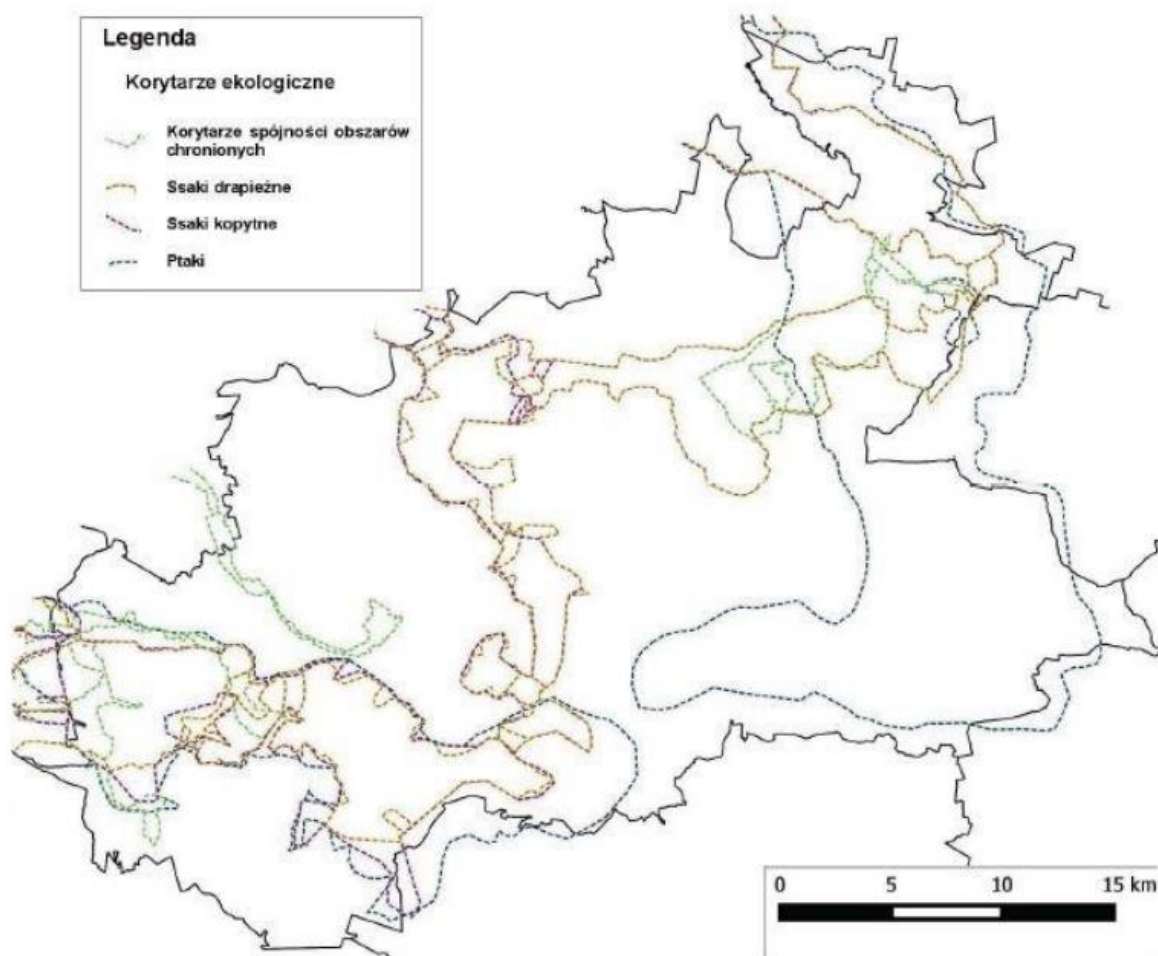 Legenda
Korytarze ekologiczne
Korytarze spójności obszarów
chronionych
Ssaki drapieżne
Ssaki kopytne
Ptaki
0 5 10 15 km